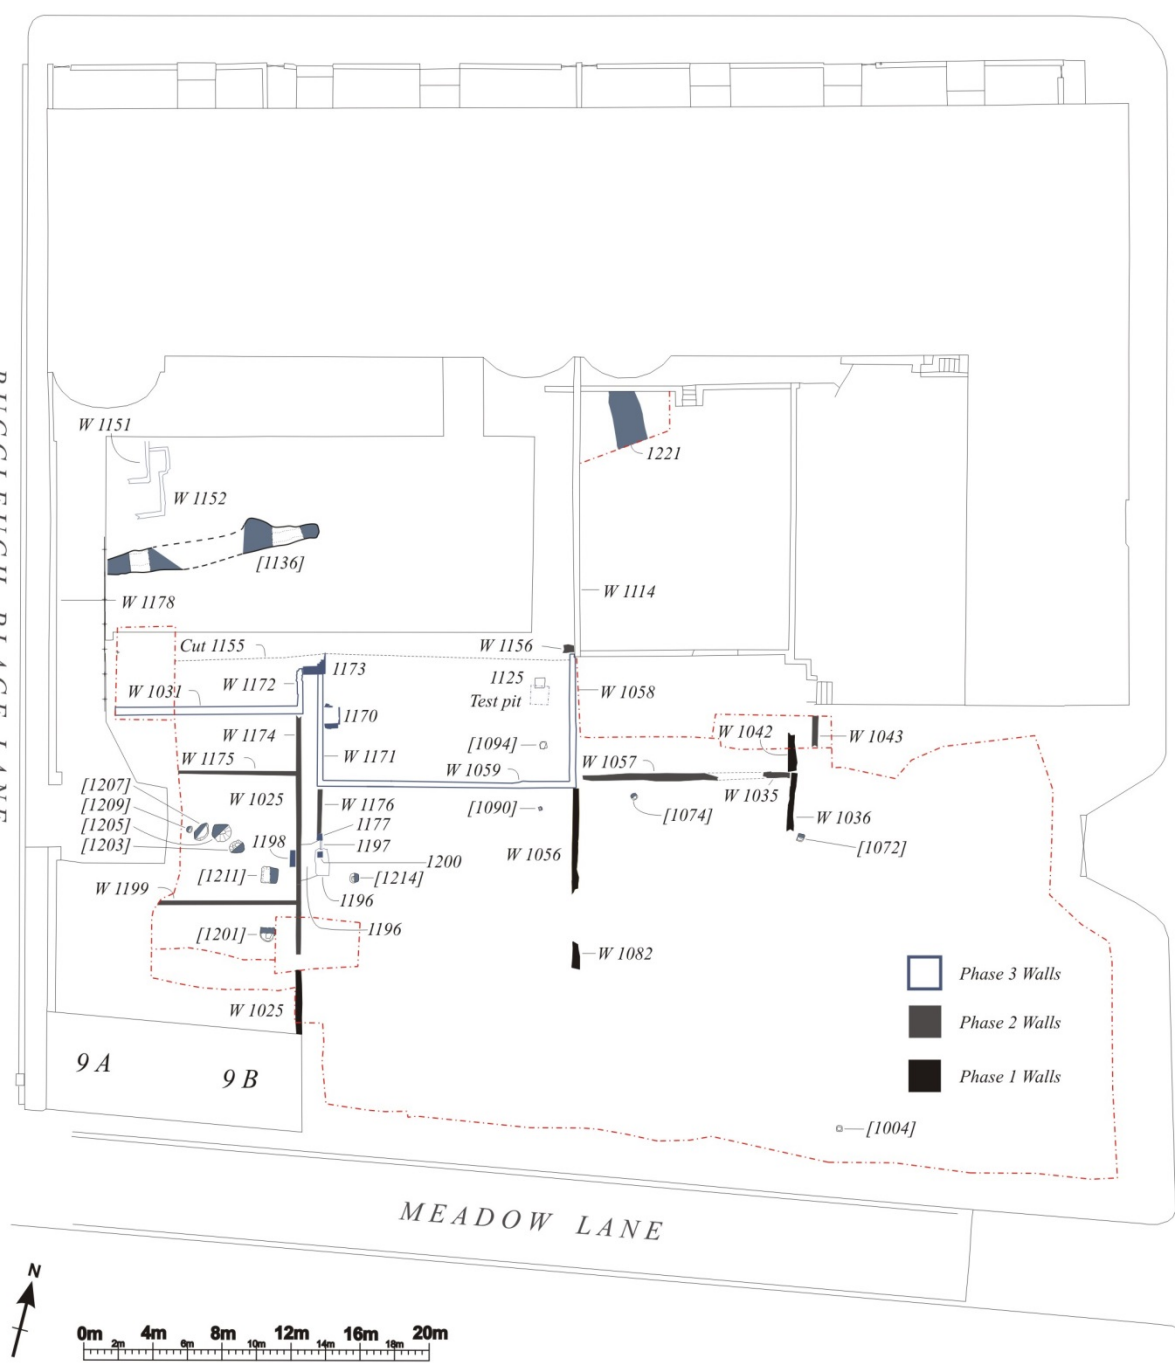 W 1151
W 1152
1221
[1136]
W 1178
W 1114
BUCCLEUCH PLACE LANE
Cut 1155
W 1156
1173
W 1172
1125
Test pit
W 1058
W 1031
1170
W 1174
W 1171
[1094]
W 1042
W 1043
W 1175
W 1059
W 1057
[1207]
[1209]
[1205]
[1203]
W 1025
W 1176
[1090]
W 1035
1177
[1074]
W 1036
1198
1197
W 1056
[1072]
1200
[1211]
[1214]
W 1199
1196
[1201]
1196
W 1082
Phase 3 Walls
W 1025
Phase 2 Walls
9 A
9 B
Phase 1 Walls
[1004]
MEADOW LANE
N
0m 4m 8m 12m 16m 20m
2m 6m 10m 14m 18m